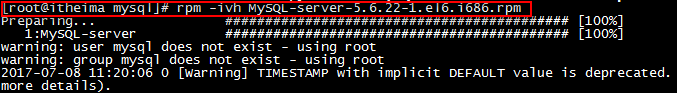 [root@itheima mysql]# rpm -ivh MySQL-server-5.6.22-1.el6.i686.rpm
Preparing... ########################################### [100%]
1:MySQL-server ########################################### [100%]
warning: user mysql does not exist - using root
warning: group mysql does not exist - using root
2017-07-08 11:20:06 0 [Warning] TIMESTAMP with implicit DEFAULT value is deprecated.
more details).